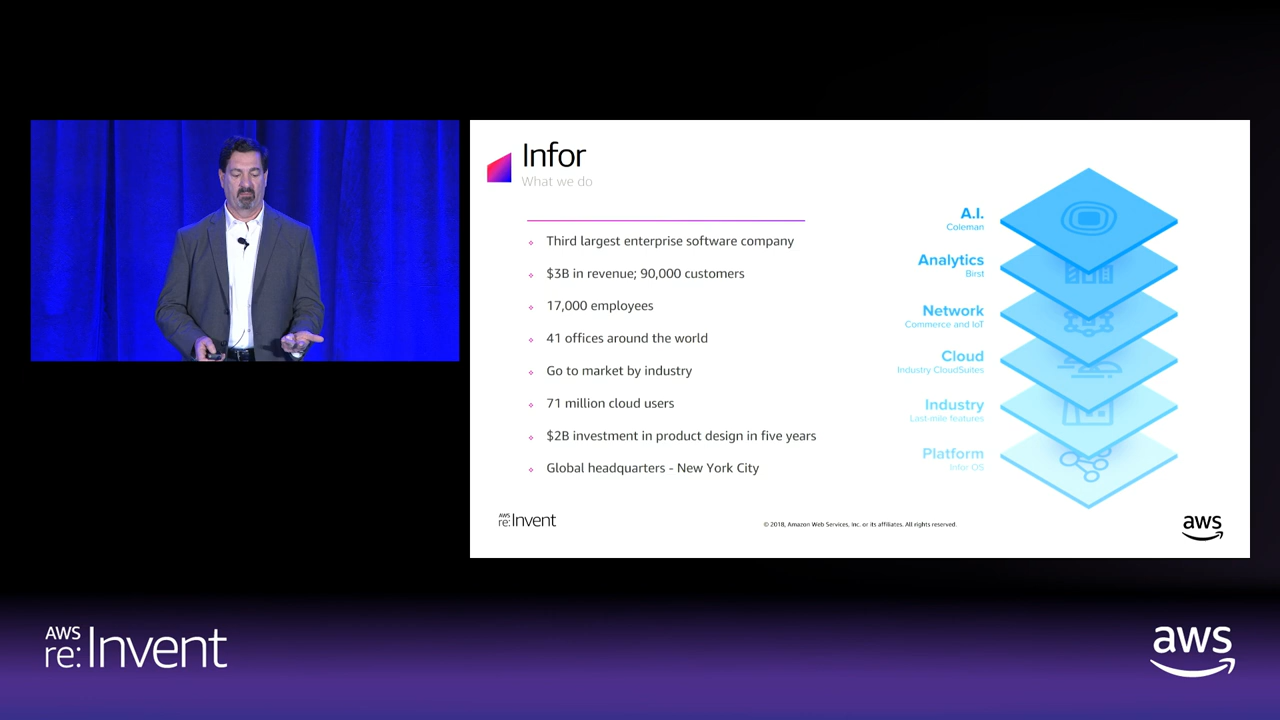 Infor
What we do
Third largest enterprise software company
$3B in revenue; 90,000 customers
17,000 employees
41 offices around the world
Go to market by industry
71 million cloud users
$2B investment in product design in five years
Global headquarters - New York City
A.I.
Coleman
Analytics
Birst
Network
Commerce and IoT
Cloud
Industry CloudSuites
Industry
Last-mile features
Platform
Infor OS
AWS
re:Invent
© 2018, Amazon Web Services, Inc. or its affiliates. All rights reserved.
aws
AWS
re:Invent
aws